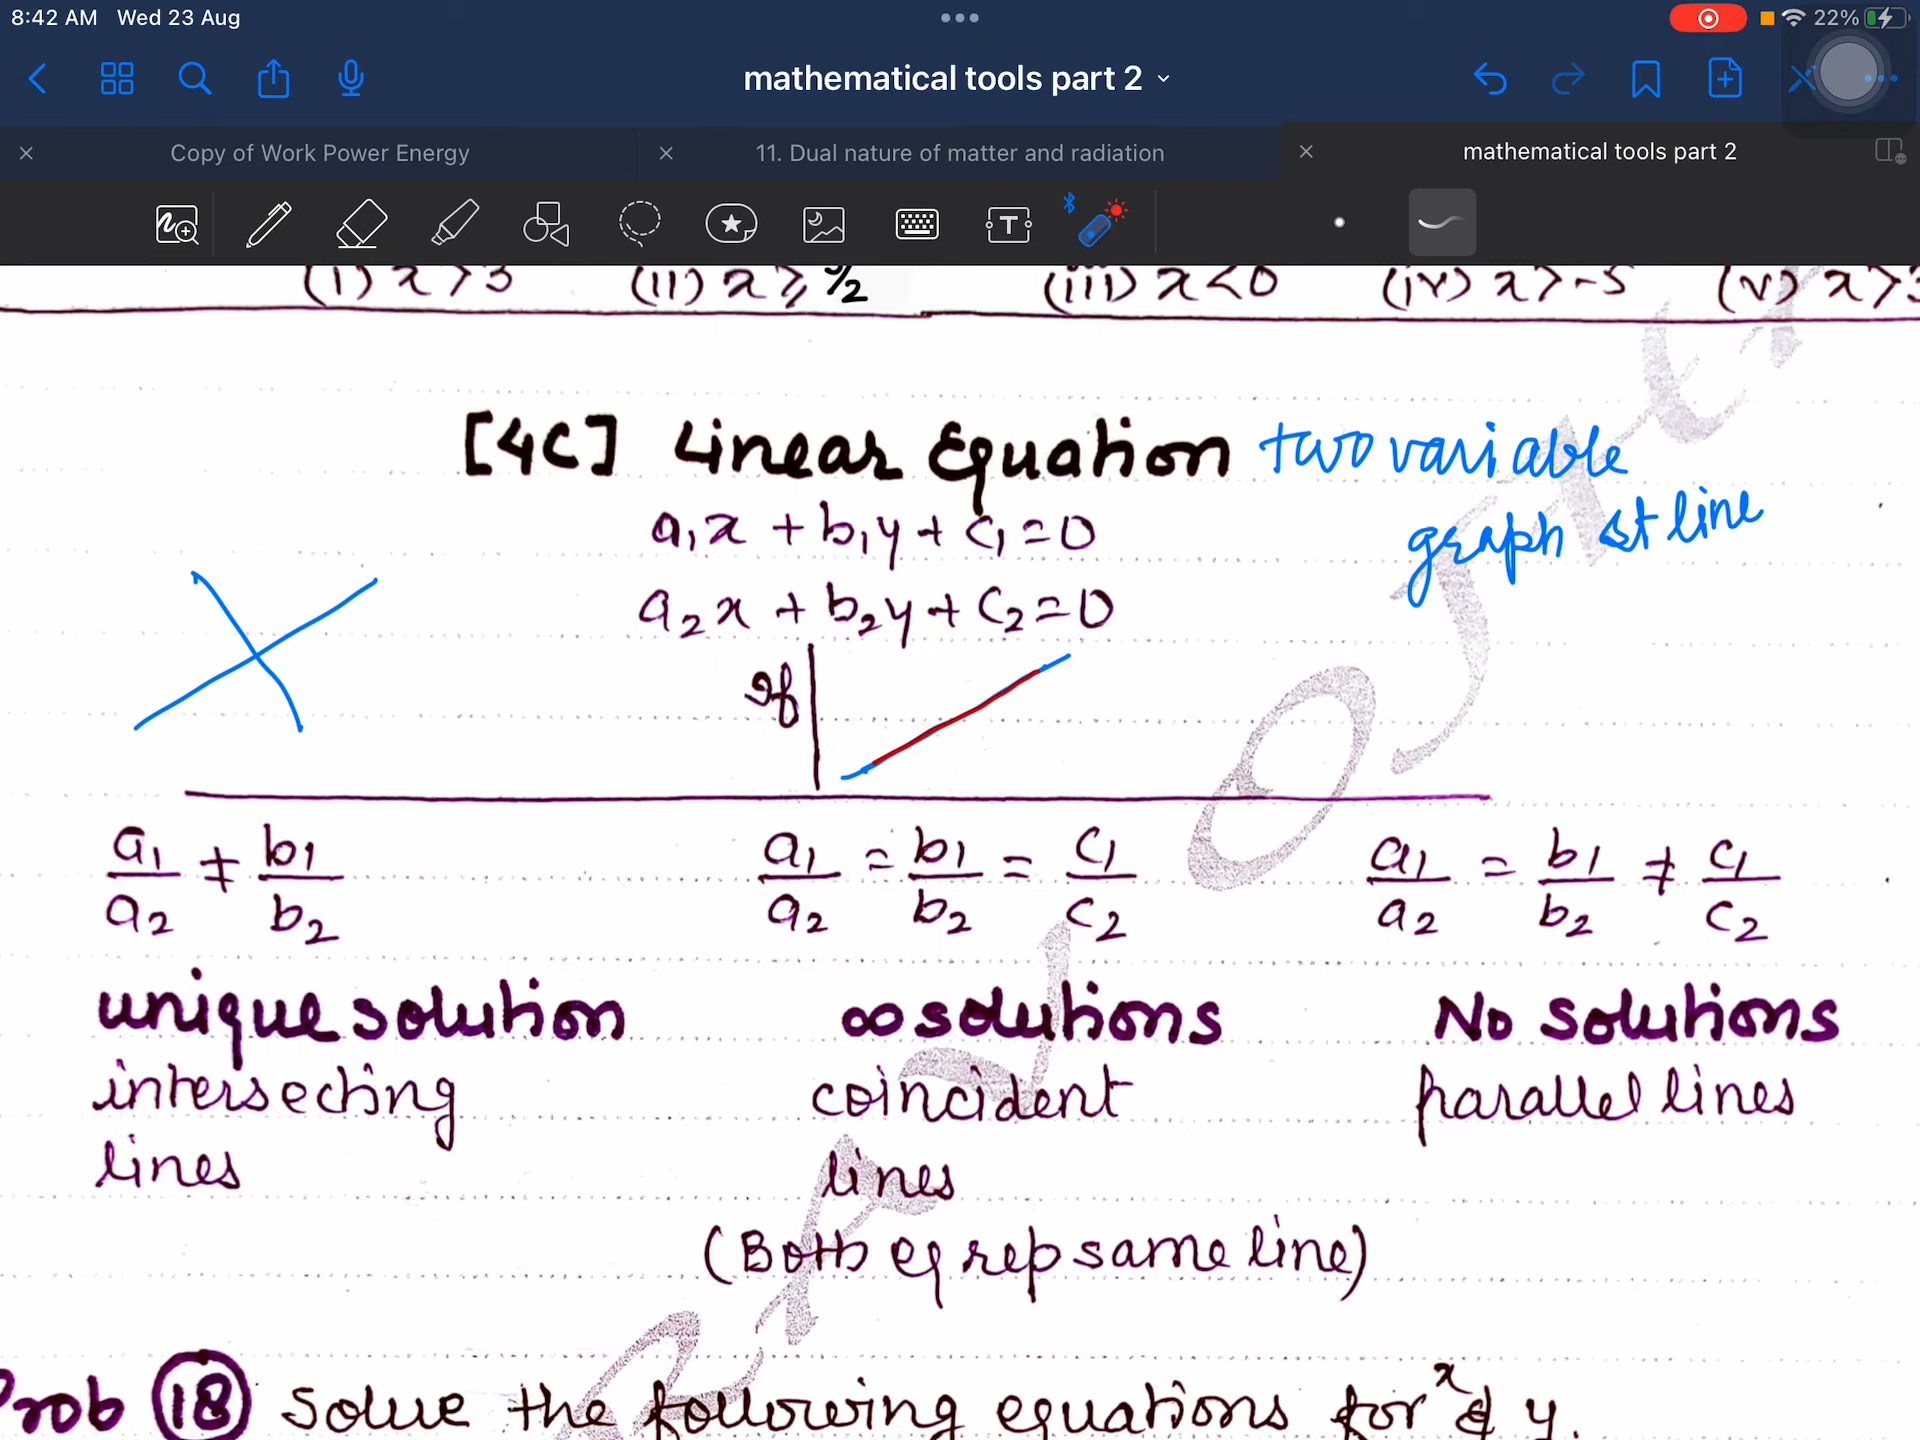 8:42 AM Wed 23 Aug
22%
mathematical tools part 2
Copy of Work Power Energy
11. Dual nature of matter and radiation
mathematical tools part 2
(i) x > 3 (ii) x ≥ 9/2 (iii) x < 0 (iv) x > -5 (v) x > 3
[4C] Linear Equation two variable
graph st line
a₁x + b₁y + c₁ = 0
a₂x + b₂y + c₂ = 0
If
a₁/a₂ ≠ b₁/b₂ a₁/a₂ = b₁/b₂ = c₁/c₂ a₁/a₂ = b₁/b₂ ≠ c₁/c₂
unique solution ∞ solutions No solutions
intersecting coincident parallel lines
lines lines
(Both eq rep same line)
Prob 18 Solve the following equations for x & y.